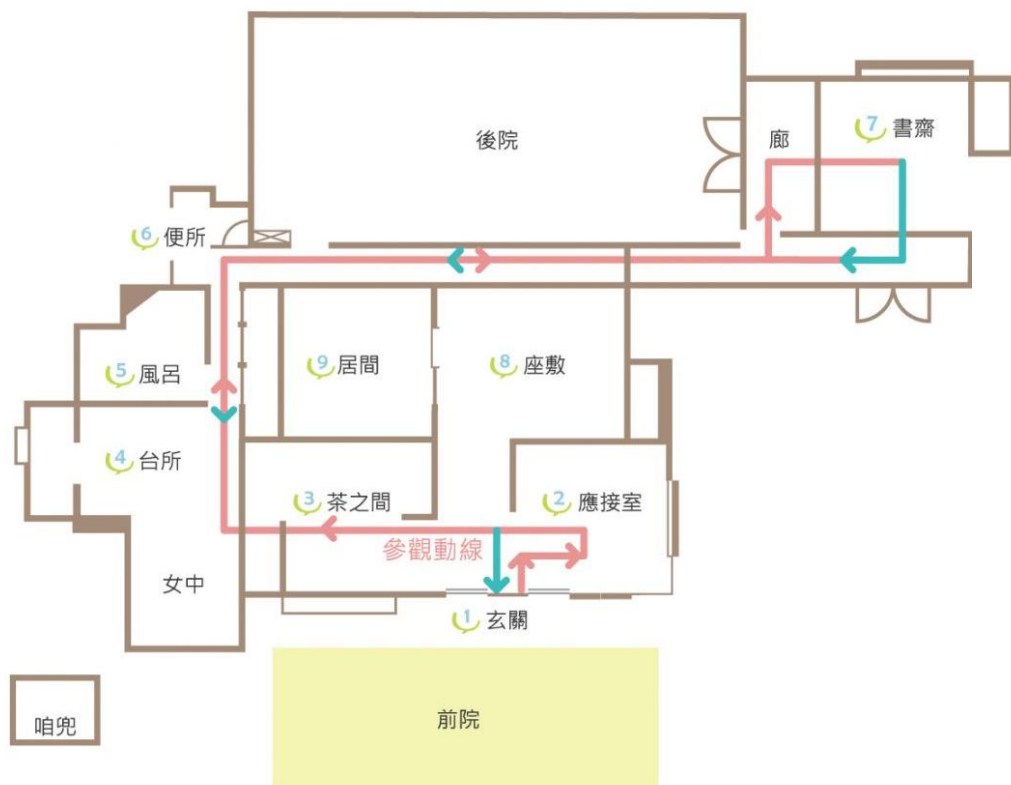 後院
廊
7 書齋
6 便所
5 風呂
9 居間
8 座敷
4 台所
3 茶之間
2 應接室
參觀動線
女中
1 玄關
咱兜
前院